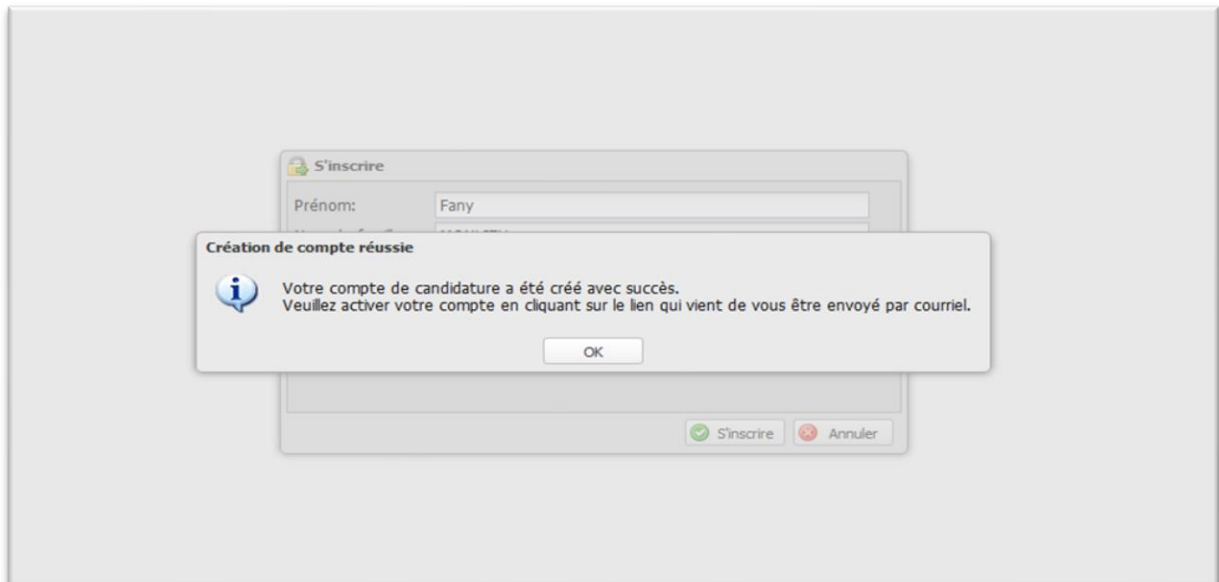 S'inscrire
Prénom: Fany
Création de compte réussie
Votre compte de candidature a été créé avec succès.
Veuillez activer votre compte en cliquant sur le lien qui vient de vous être envoyé par courriel.
OK
S'inscrire Annuler